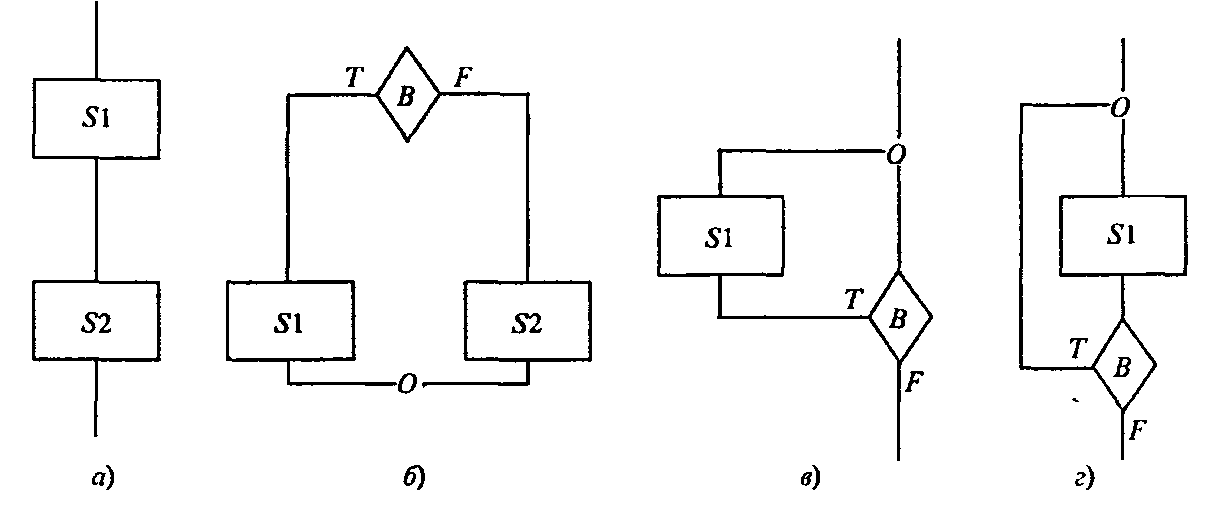 S1
S2
а)
T
B
F
S1
S2
O
б)
O
S1
T
B
F
в)
O
S1
T
B
F
г)